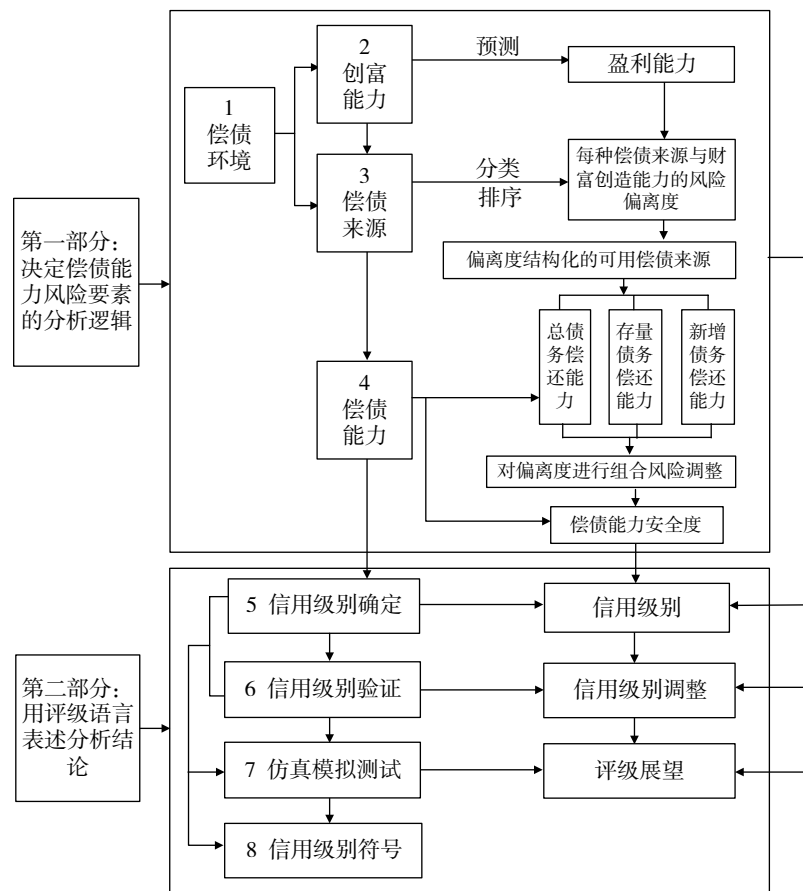 第一部分：
决定偿债能
力风险要素
的分析逻辑
1
偿债
环境
2
创富
能力
预测
盈利能力
3
偿债
来源
分类
排序
每种偿债来源与财
富创造能力的风险
偏离度
偏离度结构化的可用偿债来源
总债
务偿
还能
力
存量
债务
偿还
能力
新增
债务
偿还
能力
4
偿债
能力
对偏离度进行组合风险调整
偿债能力安全度
第二部分：
用评级语言
表述分析结
论
5 信用级别确定
信用级别
6 信用级别验证
信用级别调整
7 仿真模拟测试
评级展望
8 信用级别符号